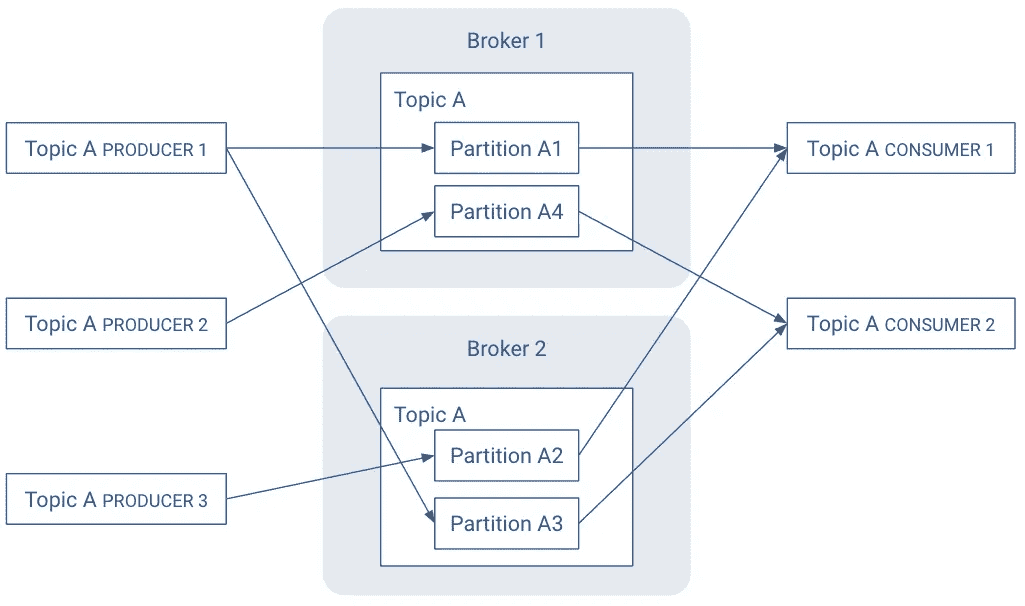 Broker 1
Topic A
Topic A PRODUCER 1
Partition A1
Topic A CONSUMER 1
Partition A4
Topic A PRODUCER 2
Topic A CONSUMER 2
Broker 2
Topic A
Partition A2
Topic A PRODUCER 3
Partition A3